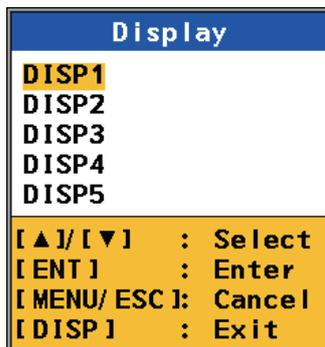 Display
DISP1
DISP2
DISP3
DISP4
DISP5
[▲]/[▼] : Select
[ENT] : Enter
[MENU/ESC]: Cancel
[DISP] : Exit